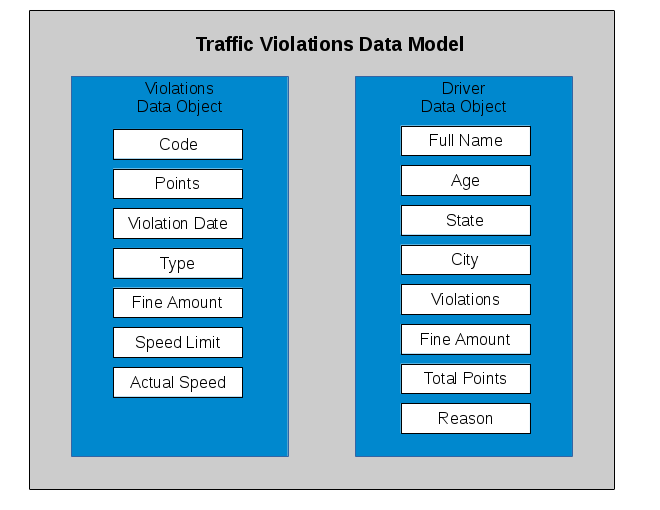 Traffic Violations Data Model
Violations
Data Object
Code
Points
Violation Date
Type
Fine Amount
Speed Limit
Actual Speed
Driver
Data Object
Full Name
Age
State
City
Violations
Fine Amount
Total Points
Reason